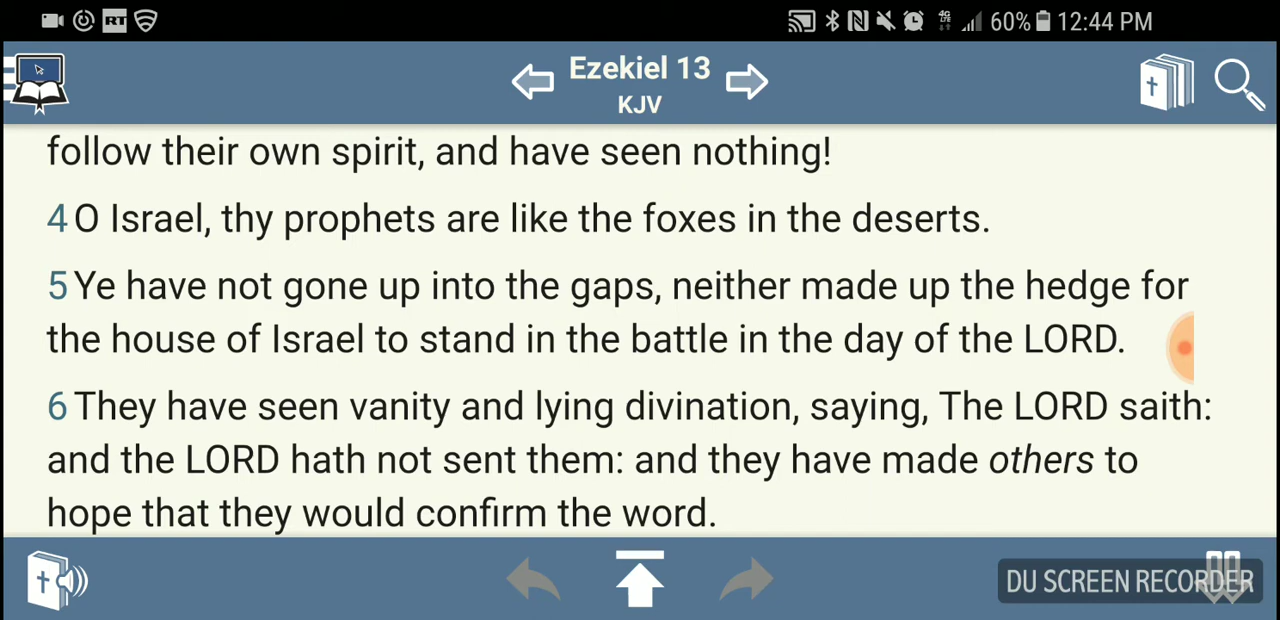 RT 4G LTE 60% 12:44 PM
Ezekiel 13
KJV
follow their own spirit, and have seen nothing!
4 O Israel, thy prophets are like the foxes in the deserts.
5 Ye have not gone up into the gaps, neither made up the hedge for
the house of Israel to stand in the battle in the day of the LORD.
6 They have seen vanity and lying divination, saying, The LORD saith:
and the LORD hath not sent them: and they have made others to
hope that they would confirm the word.
DU SCREEN RECORDER